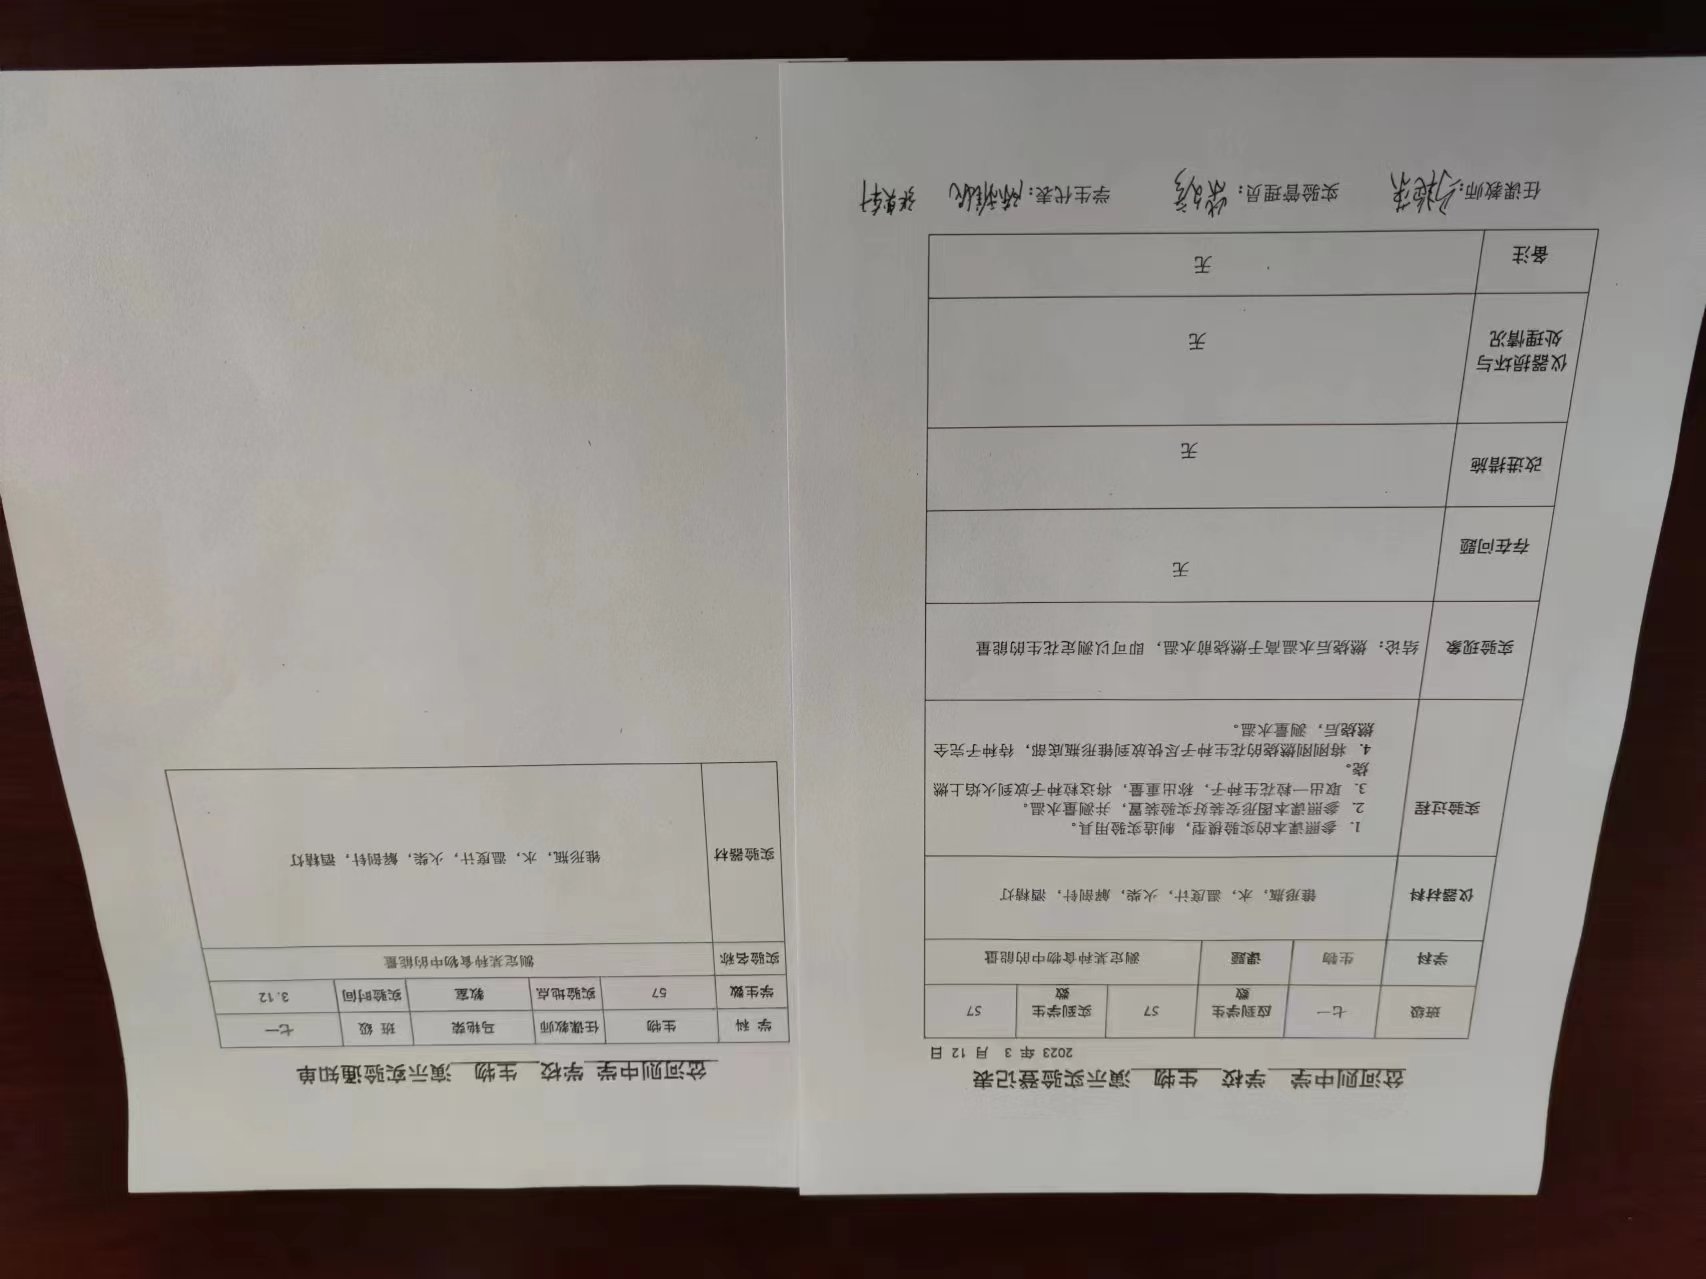 岔河则中学 学校 生物 演示实验登记表
2023 年 3 月 12 日
班级 七一 应到学生数 57 实到学生数 57
学科 生物 课题 测定某种食物中的能量
仪器材料 锥形瓶，水，温度计，火柴，解剖针，酒精灯
实验过程
1. 参照课本的实验模型，制造实验用具。
2. 参照课本图形安装好实验装置，并测量水温。
3. 取出一粒花生种子，称出重量，将这粒种子放到火焰上燃
烧。
4. 将刚刚燃烧的花生种子尽快放到锥形瓶底部，待种子完全
燃烧后，测量水温。
实验现象 结论：燃烧后水温高于燃烧前水温，即可以测定花生的能量
存在问题 无
改进措施 无
仪器损坏与
处理情况 无
备注 无
任课教师： 实验管理员： 学生代表：
岔河则中学 学校 生物 演示实验通知单
学 科 生物 任课教师 马艳荣 班 级 七一
学生数 57 实验地点 教室 实验时间 3.12
实验名称 测定某种食物中的能量
实验器材 锥形瓶，水，温度计，火柴，解剖针，酒精灯